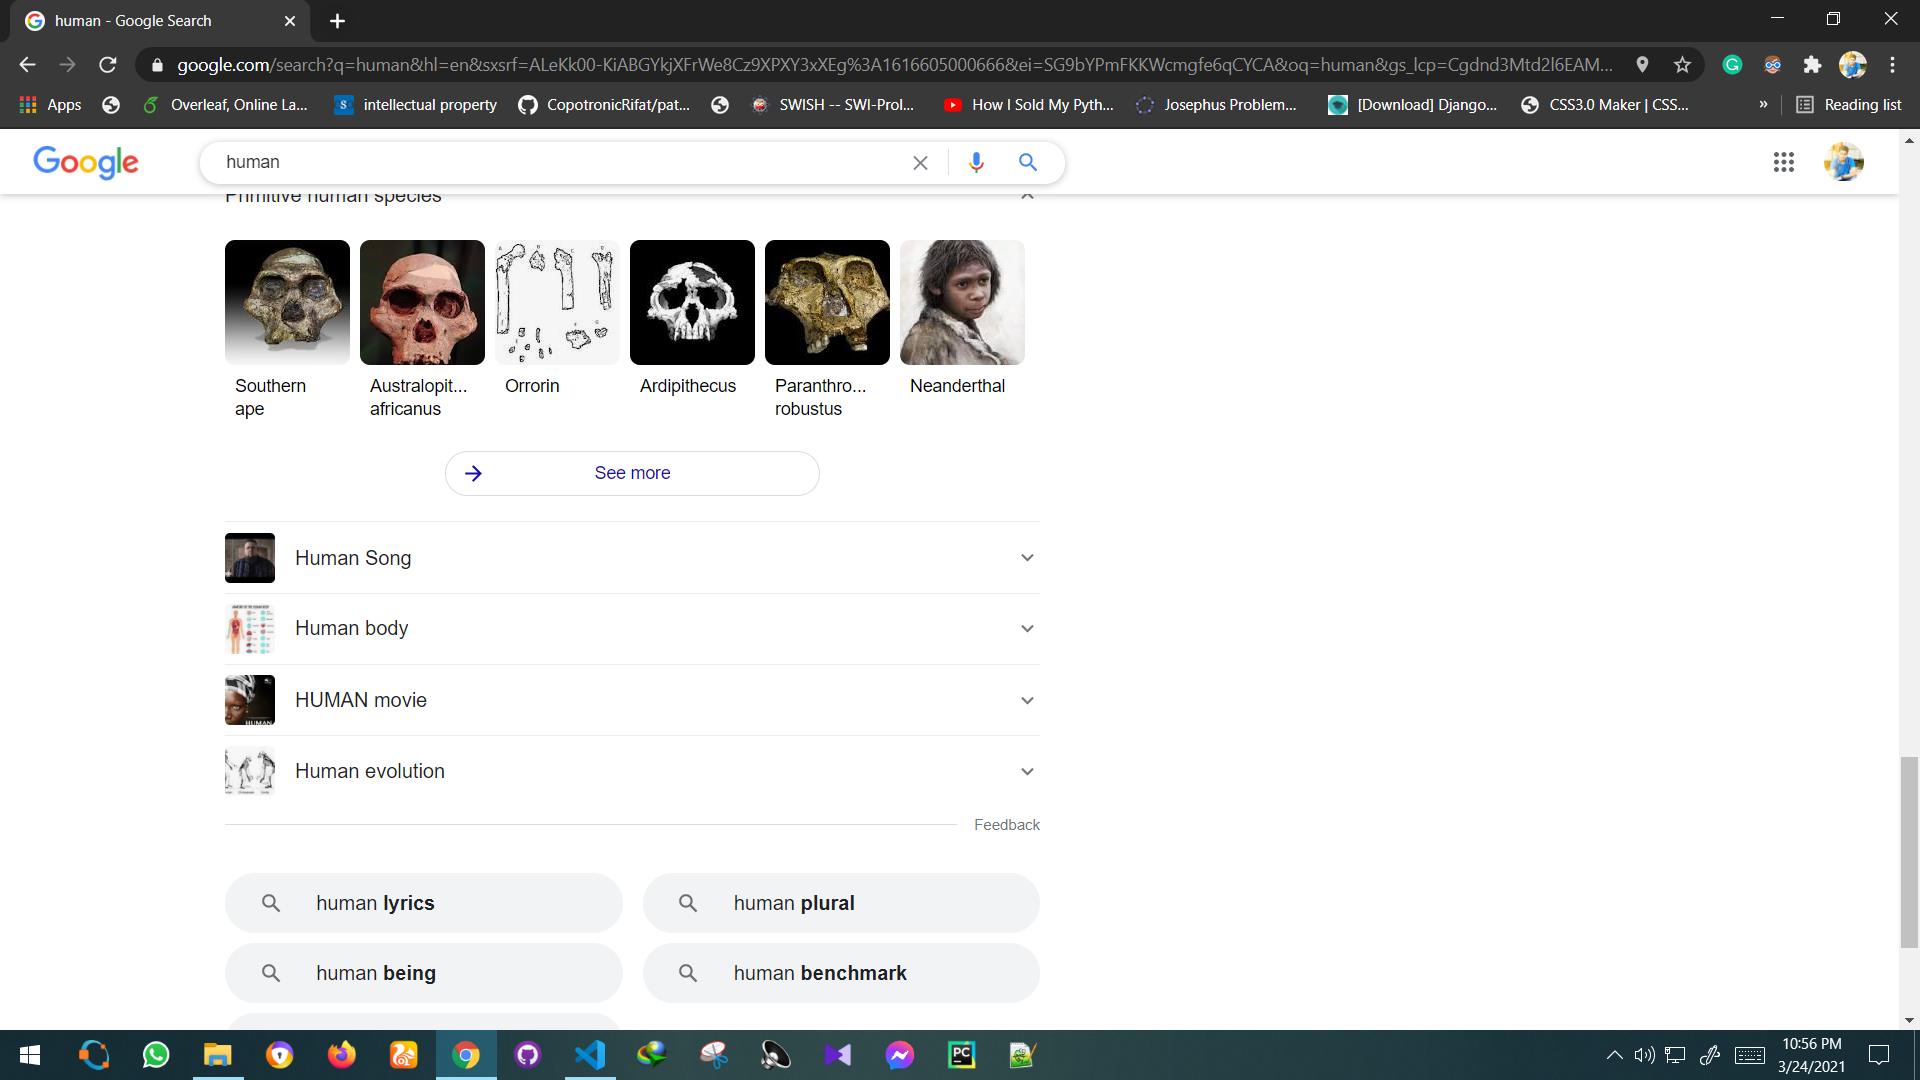 human - Google Search
google.com/search?q=human&hl=en&sxsrf=ALeKk00-KiABGYkjXFrWe8Cz9XPXY3xXEg%3A1616605000666&ei=SG9bYPmFKKWcmgfe6qCYCA&oq=human&gs_lcp=Cgdnd3Mtd2l6EAM...
Apps Overleaf, Online La... intellectual property CopotronicRifat/pat... SWISH -- SWI-Prol... How I Sold My Pyth... Josephus Problem... [Download] Django... CSS3.0 Maker | CSS... » Reading list
Google human
Primitive human species
Southern ape
Australopit... africanus
Orrorin
Ardipithecus
Paranthro... robustus
Neanderthal
See more
Human Song
Human body
HUMAN movie
Human evolution
Feedback
human lyrics
human plural
human being
human benchmark
10:56 PM
3/24/2021